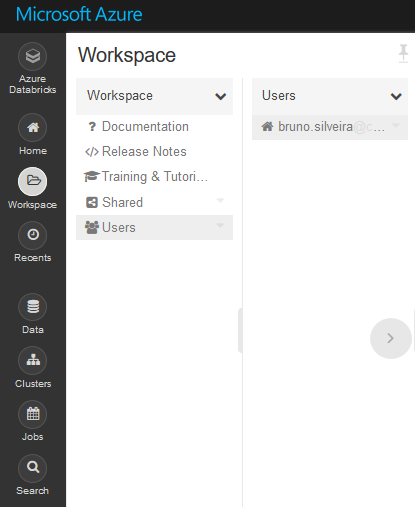 Microsoft Azure
Azure
Databricks
Home
Workspace
Recents
Data
Clusters
Jobs
Search
Workspace
Workspace
? Documentation
</> Release Notes
Training & Tutori...
Shared
Users
Users
bruno.silveira@c...